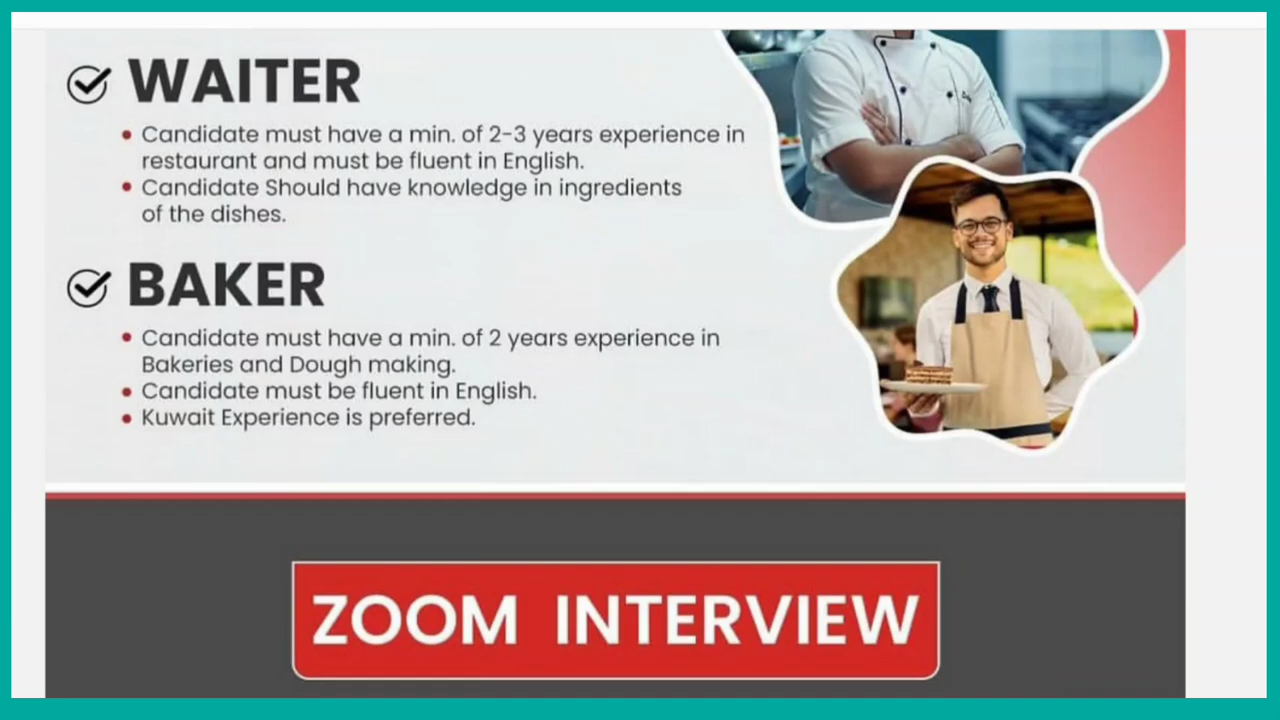 WAITER
Candidate must have a min. of 2-3 years experience in
restaurant and must be fluent in English.
Candidate Should have knowledge in ingredients
of the dishes.
BAKER
Candidate must have a min. of 2 years experience in
Bakeries and Dough making.
Candidate must be fluent in English.
Kuwait Experience is preferred.
ZOOM INTERVIEW